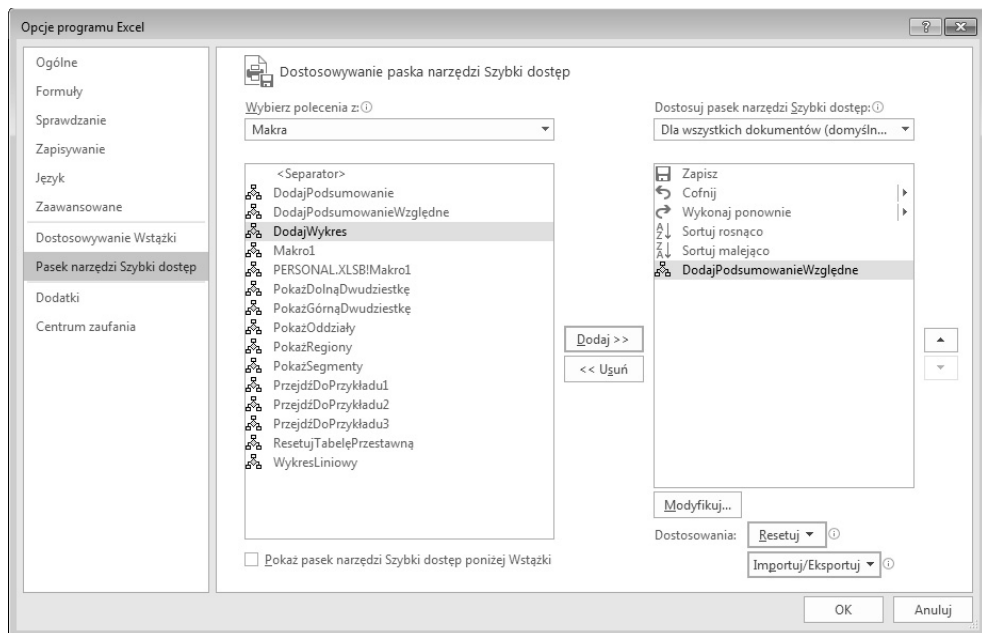 Opcje programu Excel
Ogólne
Formuły
Sprawdzanie
Zapisywanie
Język
Zaawansowane
Dostosowywanie Wstążki
Pasek narzędzi Szybki dostęp
Dodatki
Centrum zaufania
Dostosowywanie paska narzędzi Szybki dostęp
Wybierz polecenia z:
Makra
<Separator>
DodajPodsumowanie
DodajPodsumowanieWzględne
DodajWykres
Makro1
PERSONAL.XLSB!Makro1
PokażDolnąDwudziestkę
PokażGórnąDwudziestkę
PokażOddziały
PokażRegiony
PokażSegmenty
PrzejdźDoPrzykładu1
PrzejdźDoPrzykładu2
PrzejdźDoPrzykładu3
ResetujTabelęPrzestawną
WykresLiniowy
Pokaż pasek narzędzi Szybki dostęp poniżej Wstążki
Dodaj >>
<< Usuń
Dostosuj pasek narzędzi Szybki dostęp:
Dla wszystkich dokumentów (domyśln...
Zapisz
Cofnij
Wykonaj ponownie
Sortuj rosnąco
Sortuj malejąco
DodajPodsumowanieWzględne
Modyfikuj...
Dostosowania:
Resetuj
Importuj/Eksportuj
OK
Anuluj